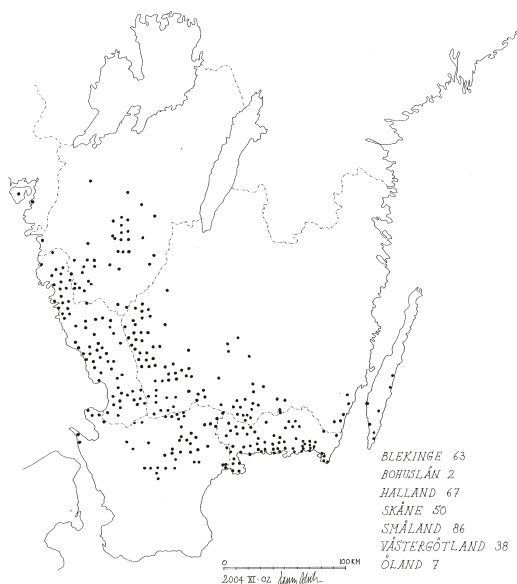 BLEKINGE 63
BOHUSLÄN 2
HALLAND 67
SKÅNE 50
SMÅLAND 86
VÄSTERGÖTLAND 38
ÖLAND 7
0 100 KM
2004 XI 02